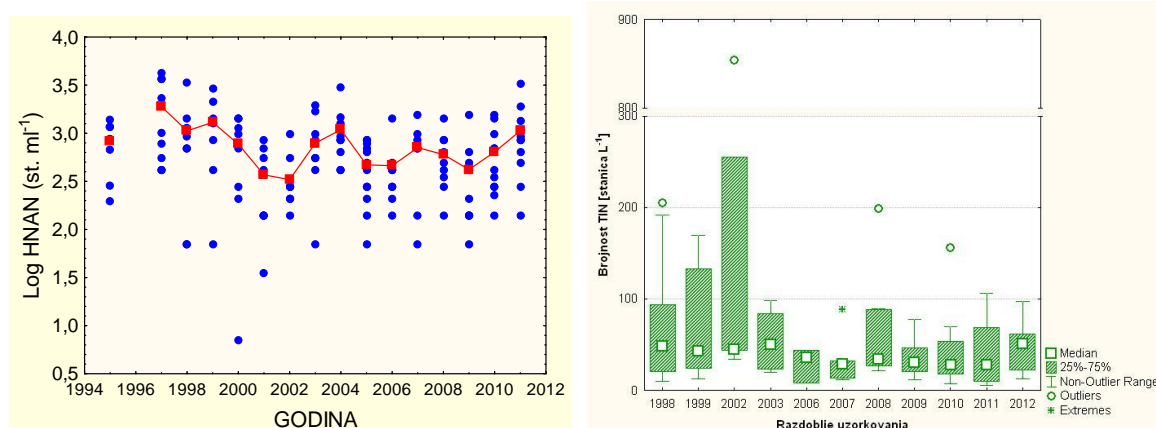 4,0
3,5
3,0
2,5
2,0
1,5
1,0
0,5
Log HNAN (st. ml-1)
1994 1996 1998 2000 2002 2004 2006 2008 2010 2012
GODINA
900
800
300
200
100
0
Brojnost TIN [stanica L-1]
1998 1999 2002 2003 2006 2007 2008 2009 2010 2011 2012
Razdoblje uzorkovanja
Median
25%-75%
Non-Outlier Range
Outliers
Extremes